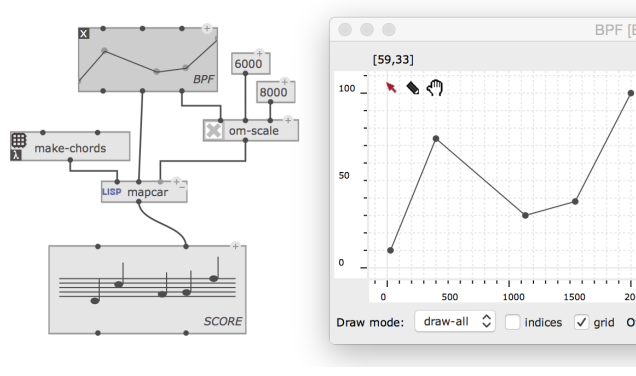 X
BPF
6000
8000
om-scale
make-chords
λ
LISP mapcar
SCORE
BPF [
[59,33]
100
50
0
0 500 1000 1500 20
Draw mode: draw-all indices grid O